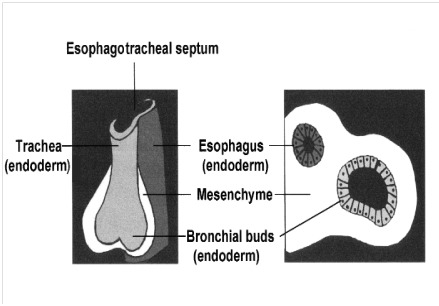 Esophagotracheal septum
Trachea
(endoderm)
Esophagus
(endoderm)
Mesenchyme
Bronchial buds
(endoderm)